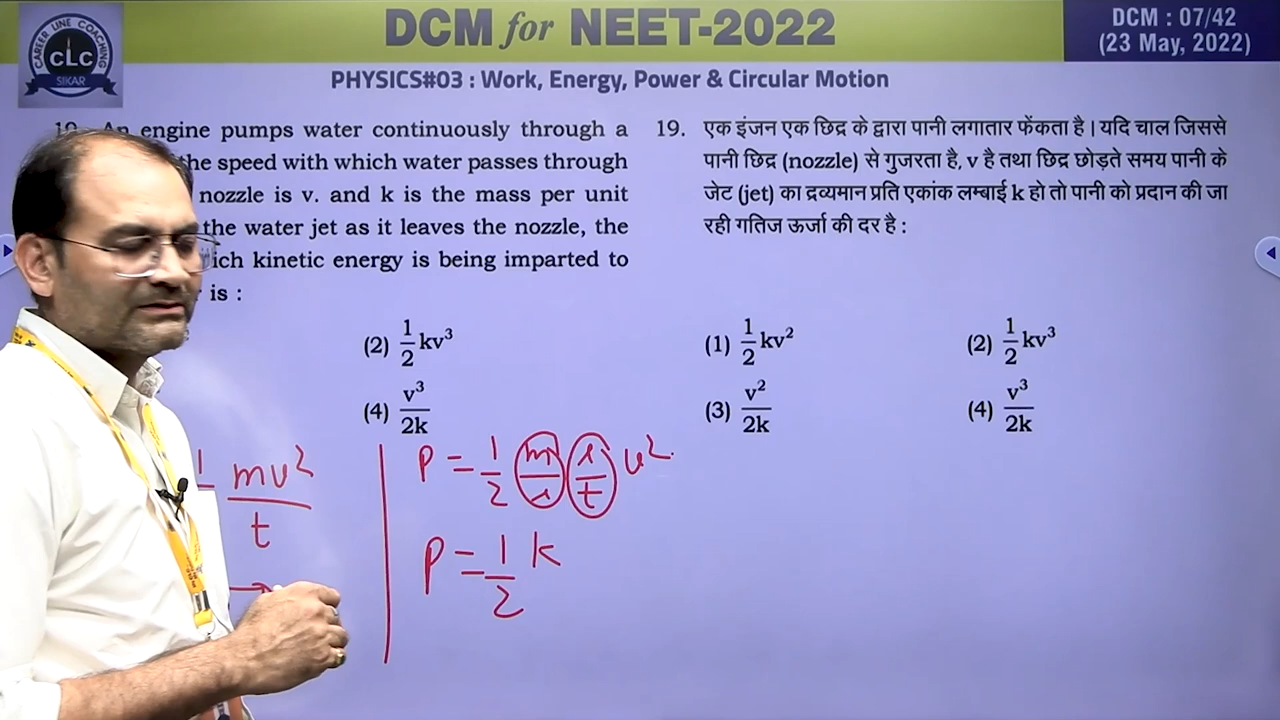 DCM for NEET-2022
DCM : 07/42
(23 May, 2022)
CAREER LINE COACHING
CLC
SIKAR
PHYSICS#03 : Work, Energy, Power & Circular Motion
An engine pumps water continuously through a
the speed with which water passes through
nozzle is v. and k is the mass per unit
the water jet as it leaves the nozzle, the
kinetic energy is being imparted to
is :
(2) 1/2 kv³
(4) v³/2k
19. एक इंजन एक छिद्र के द्वारा पानी लगातार फेंकता है। यदि चाल जिससे
पानी छिद्र (nozzle) से गुजरता है, v है तथा छिद्र छोड़ते समय पानी के
जेट (jet) का द्रव्यमान प्रति एकांक लम्बाई k हो तो पानी को प्रदान की जा
रही गतिज ऊर्जा की दर है :
(1) 1/2 kv² (2) 1/2 kv³
(3) v²/2k (4) v³/2k
mv²/t
P = 1/2 m/x x/t v²
P = 1/2 k